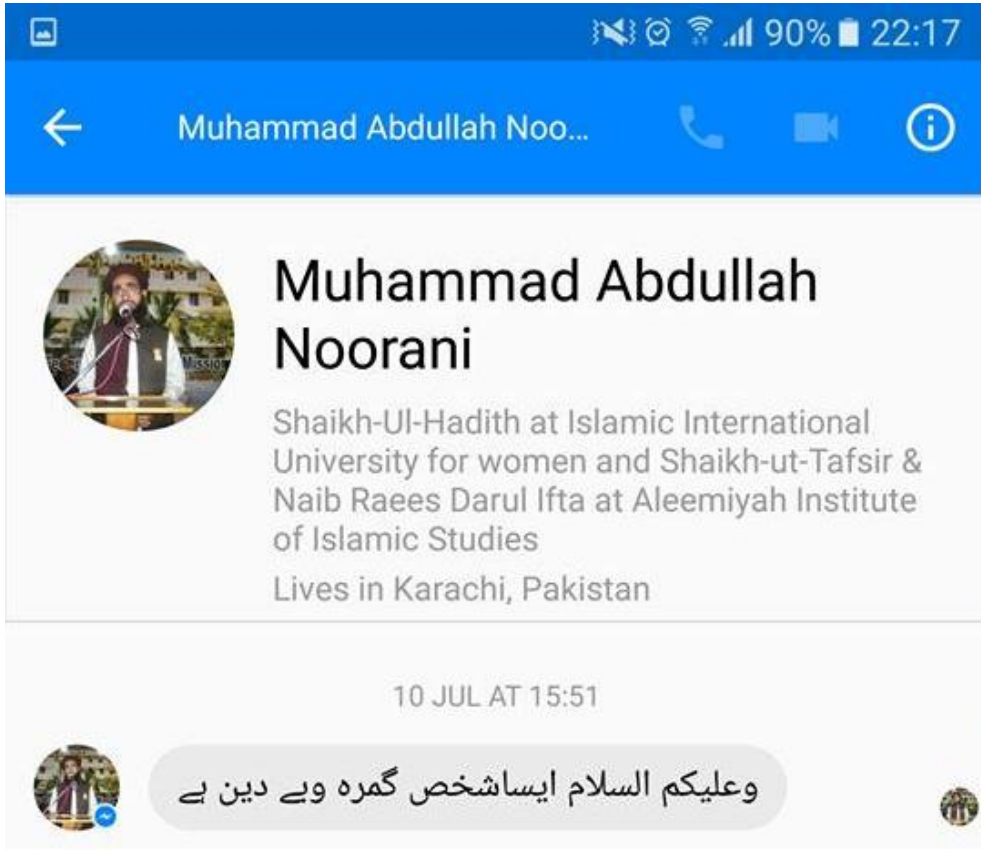 90% 22:17
Muhammad Abdullah Noo...
Muhammad Abdullah
Noorani
Shaikh-Ul-Hadith at Islamic International
University for women and Shaikh-ut-Tafsir &
Naib Raees Darul Ifta at Aleemiyah Institute
of Islamic Studies
Lives in Karachi, Pakistan
10 JUL AT 15:51
وعلیکم السلام ایساشخص گمرہ وبے دین ہے